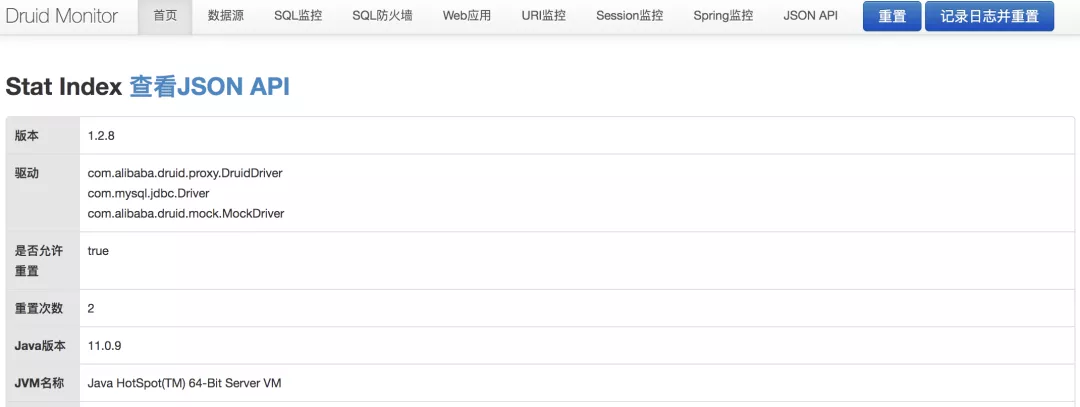 Druid Monitor 首页 数据源 SQL监控 SQL防火墙 Web应用 URI监控 Session监控 Spring监控 JSON API 重置 记录日志并重置
Stat Index 查看JSON API
版本 1.2.8
驱动 com.alibaba.druid.proxy.DruidDriver
com.mysql.jdbc.Driver
com.alibaba.druid.mock.MockDriver
是否允许 true
重置
重置次数 2
Java版本 11.0.9
JVM名称 Java HotSpot(TM) 64-Bit Server VM